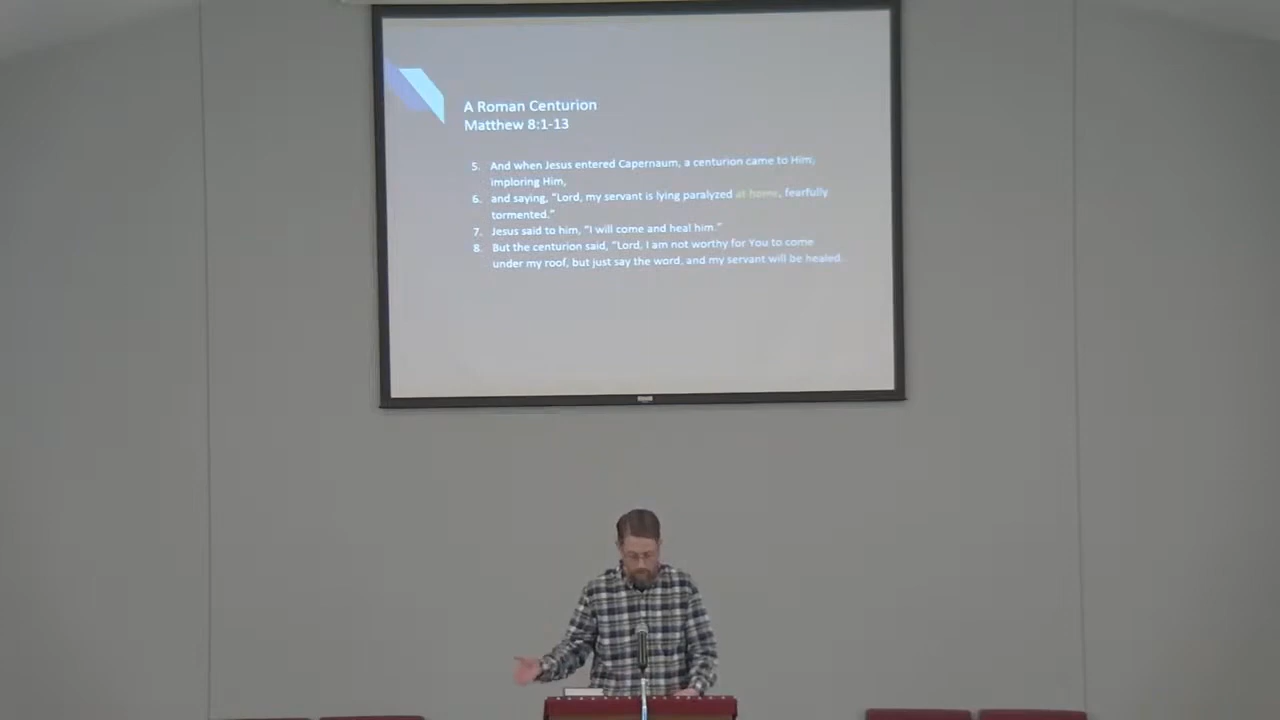 A Roman Centurion
Matthew 8:1-13
5. And when Jesus entered Capernaum, a centurion came to Him,
imploring Him,
6. and saying, “Lord, my servant is lying paralyzed at home, fearfully
tormented.”
7. Jesus said to him, “I will come and heal him.”
8. But the centurion said, “Lord, I am not worthy for You to come
under my roof, but just say the word, and my servant will be healed.